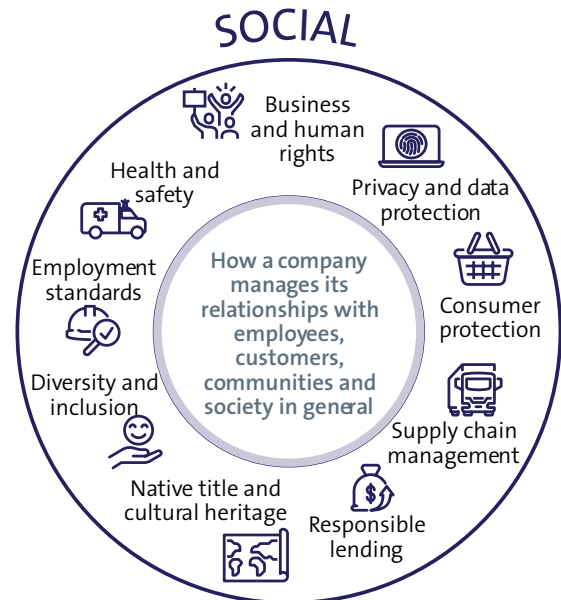 SOCIAL
Business
and human
rights
Privacy and data
protection
Consumer
protection
Supply chain
management
Responsible
lending
Native title and
cultural heritage
Diversity and
inclusion
Employment
standards
Health and
safety
How a company
manages its
relationships with
employees,
customers,
communities and
society in general
$